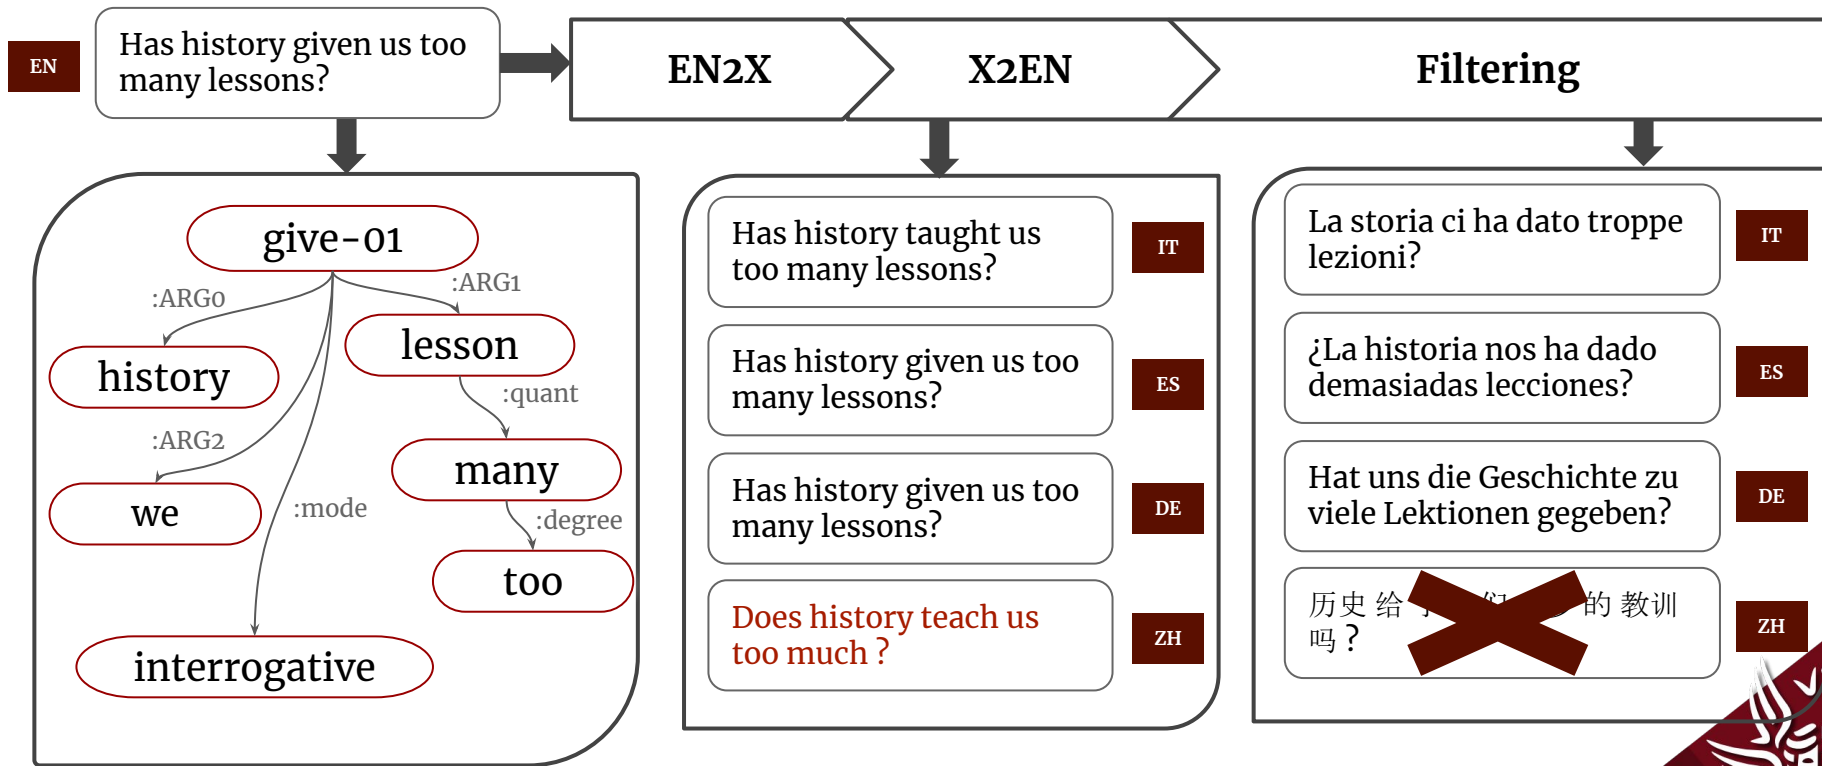 EN
Has history given us too
many lessons?
EN2X
X2EN
Filtering
give-01
:ARG0
:ARG1
history
lesson
:quant
:ARG2
many
we
:mode
:degree
too
interrogative
Has history taught us
too many lessons?
IT
Has history given us too
many lessons?
ES
Has history given us too
many lessons?
DE
Does history teach us
too much ?
ZH
La storia ci ha dato troppe
lezioni?
IT
¿La historia nos ha dado
demasiadas lecciones?
ES
Hat uns die Geschichte zu
viele Lektionen gegeben?
DE
历史 给 的 教训
吗 ?
ZH